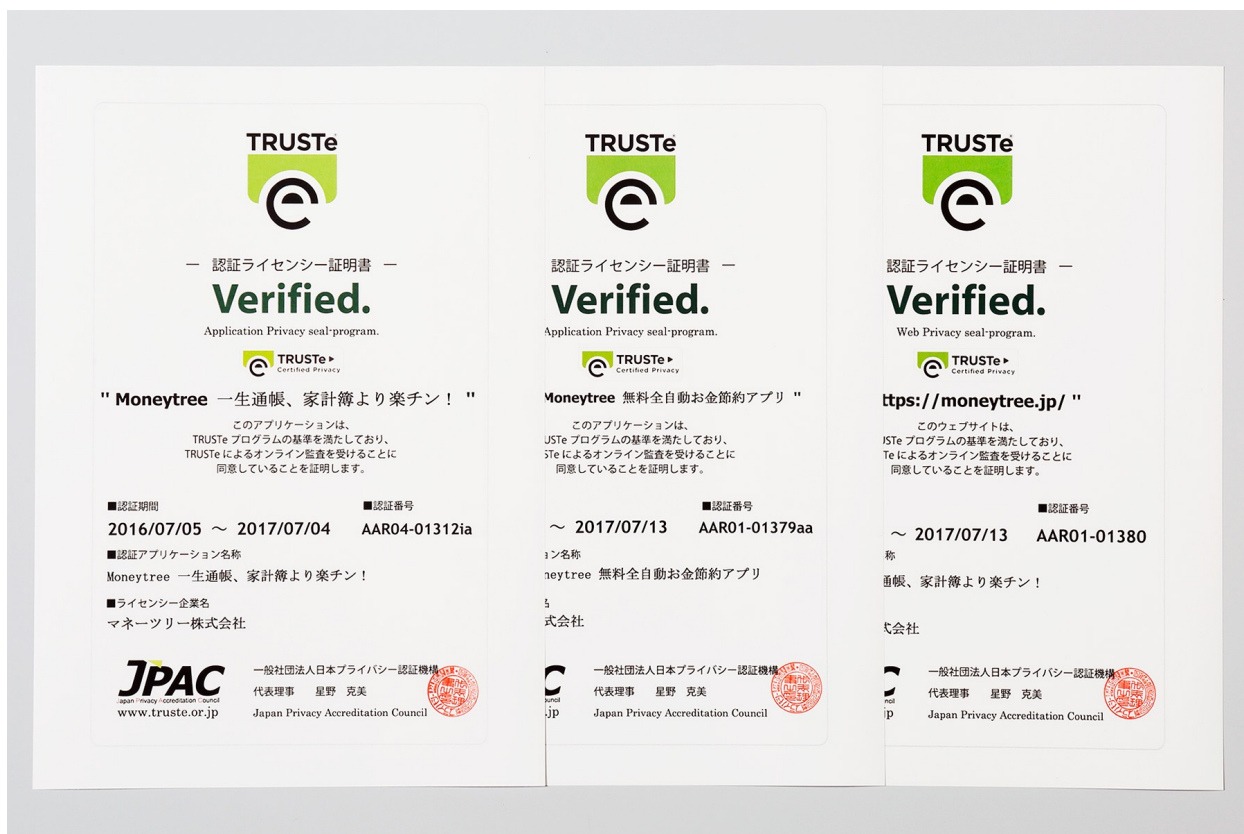 TRUSTe
― 認証ライセンシー証明書 ―
Verified.
Application Privacy seal-program.
TRUSTe
Certified Privacy
" Moneytree 一生通帳、家計簿より楽チン！ "
このアプリケーションは、
TRUSTe プログラムの基準を満たしており、
TRUSTe によるオンライン監査を受けることに
同意していることを証明します。
■認証期間
■認証番号
2016/07/05 ～ 2017/07/04
AAR04-01312ia
■認証アプリケーション名称
Moneytree 一生通帳、家計簿より楽チン！
■ライセンシー企業名
マネーツリー株式会社
JPAC
Japan Privacy Accreditation Council
www.truste.or.jp
一般社団法人日本プライバシー認証機構
代表理事 星野 克美
Japan Privacy Accreditation Council
TRUSTe
認証ライセンシー証明書 ―
Verified.
Application Privacy seal-program.
TRUSTe
Certified Privacy
Moneytree 無料全自動お金節約アプリ "
このアプリケーションは、
USTe プログラムの基準を満たしており、
STe によるオンライン監査を受けることに
同意していることを証明します。
■認証番号
～ 2017/07/13
AAR01-01379aa
ョン名称
neytree 無料全自動お金節約アプリ
名
式会社
C
uncil
.jp
一般社団法人日本プライバシー認証機構
代表理事 星野 克美
Japan Privacy Accreditation Council
TRUSTe
認証ライセンシー証明書 ―
Verified.
Web Privacy seal-program.
TRUSTe
Certified Privacy
ttps://moneytree.jp/ "
このウェブサイトは、
USTe プログラムの基準を満たしており、
Te によるオンライン監査を受けることに
同意していることを証明します。
■認証番号
～ 2017/07/13
AAR01-01380
称
通帳、家計簿より楽チン！
式会社
C
uncil
jp
一般社団法人日本プライバシー認証機構
代表理事 星野 克美
Japan Privacy Accreditation Council